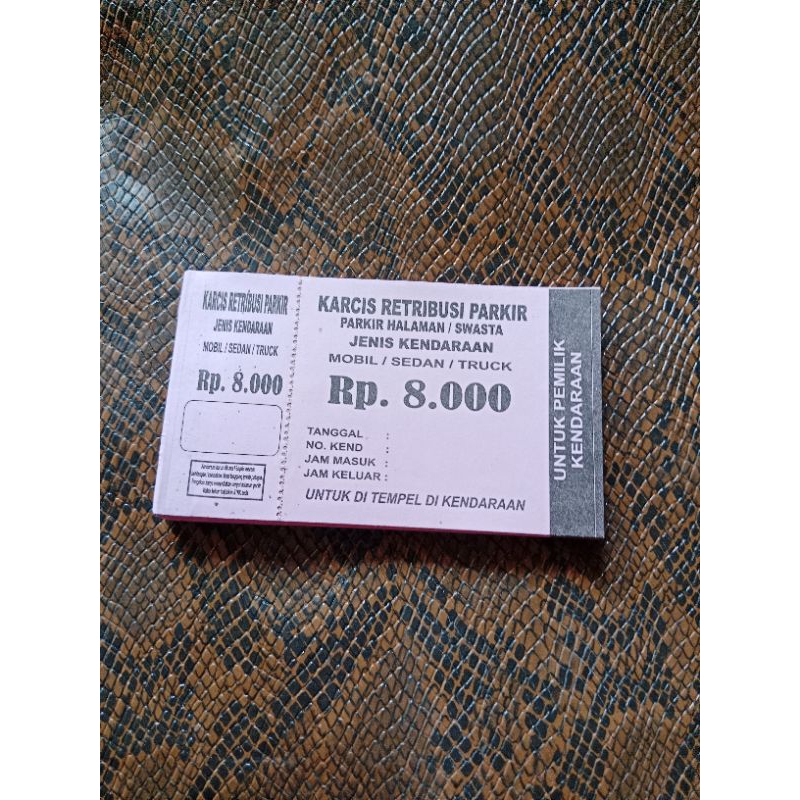 KARCIS RETRIBUSI PARKIR
JENIS KENDARAAN
MOBIL / SEDAN / TRUCK
Rp. 8.000
KARCIS RETRIBUSI PARKIR
PARKIR HALAMAN / SWASTA
JENIS KENDARAAN
MOBIL / SEDAN / TRUCK
Rp. 8.000
TANGGAL :
NO. KEND :
JAM MASUK :
JAM KELUAR :
UNTUK DI TEMPEL DI KENDARAAN
UNTUK PEMILIK
KENDARAAN